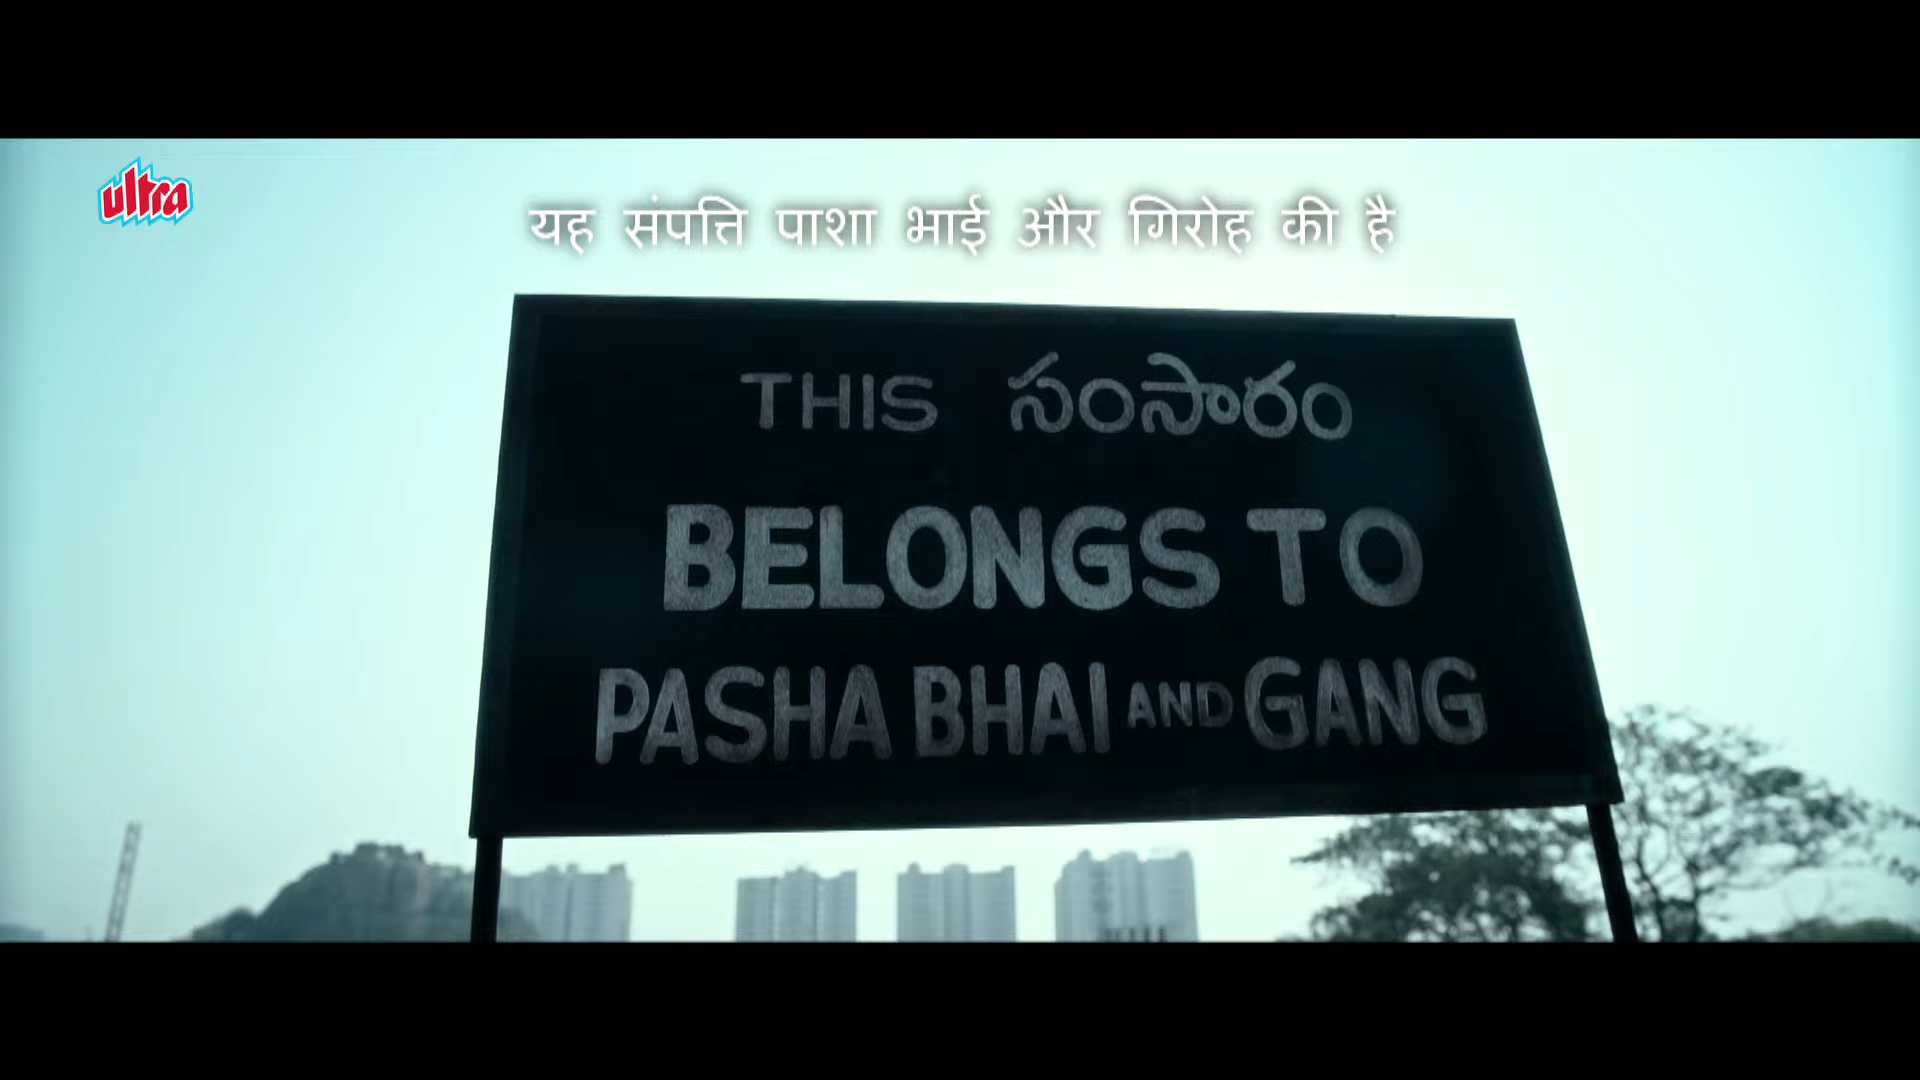 ultra
यह संपत्ति पाशा भाई और गिरोह की है
THIS సంసారం
BELONGS TO
PASHA BHAI AND GANG